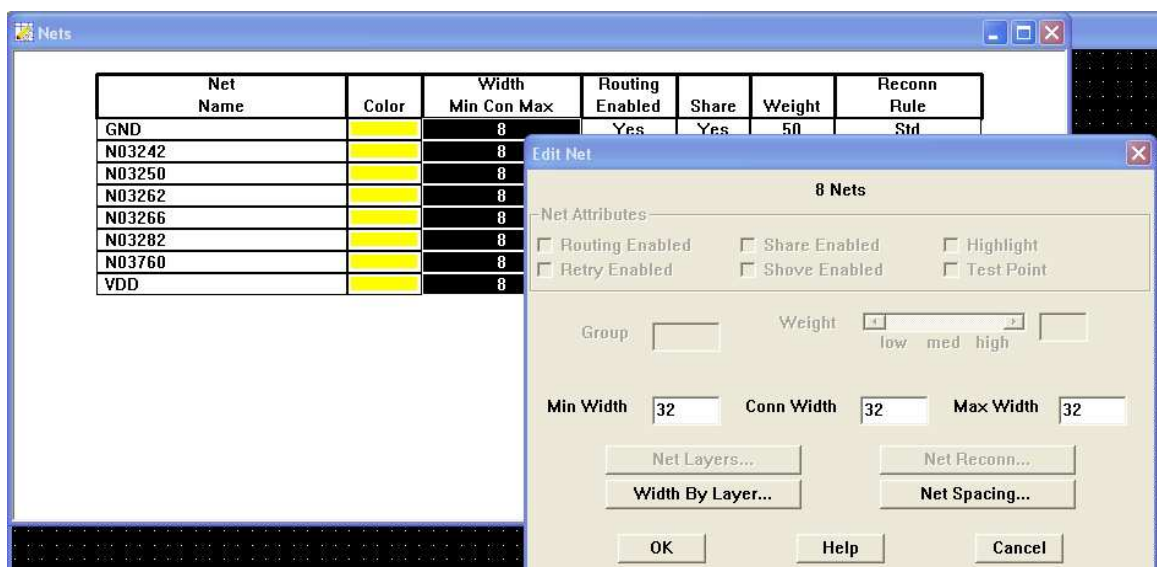 Nets
Net Name Color Width Min Con Max Routing Enabled Share Weight Reconn Rule
GND 8 Yes Yes 50 Std
N03242 8
N03250 8
N03262 8
N03266 8
N03282 8
N03760 8
VDD 8
Edit Net
8 Nets
Net Attributes
Routing Enabled Share Enabled Highlight
Retry Enabled Shove Enabled Test Point
Group Weight
low med high
Min Width 32 Conn Width 32 Max Width 32
Net Layers... Net Reconn...
Width By Layer... Net Spacing...
OK Help Cancel